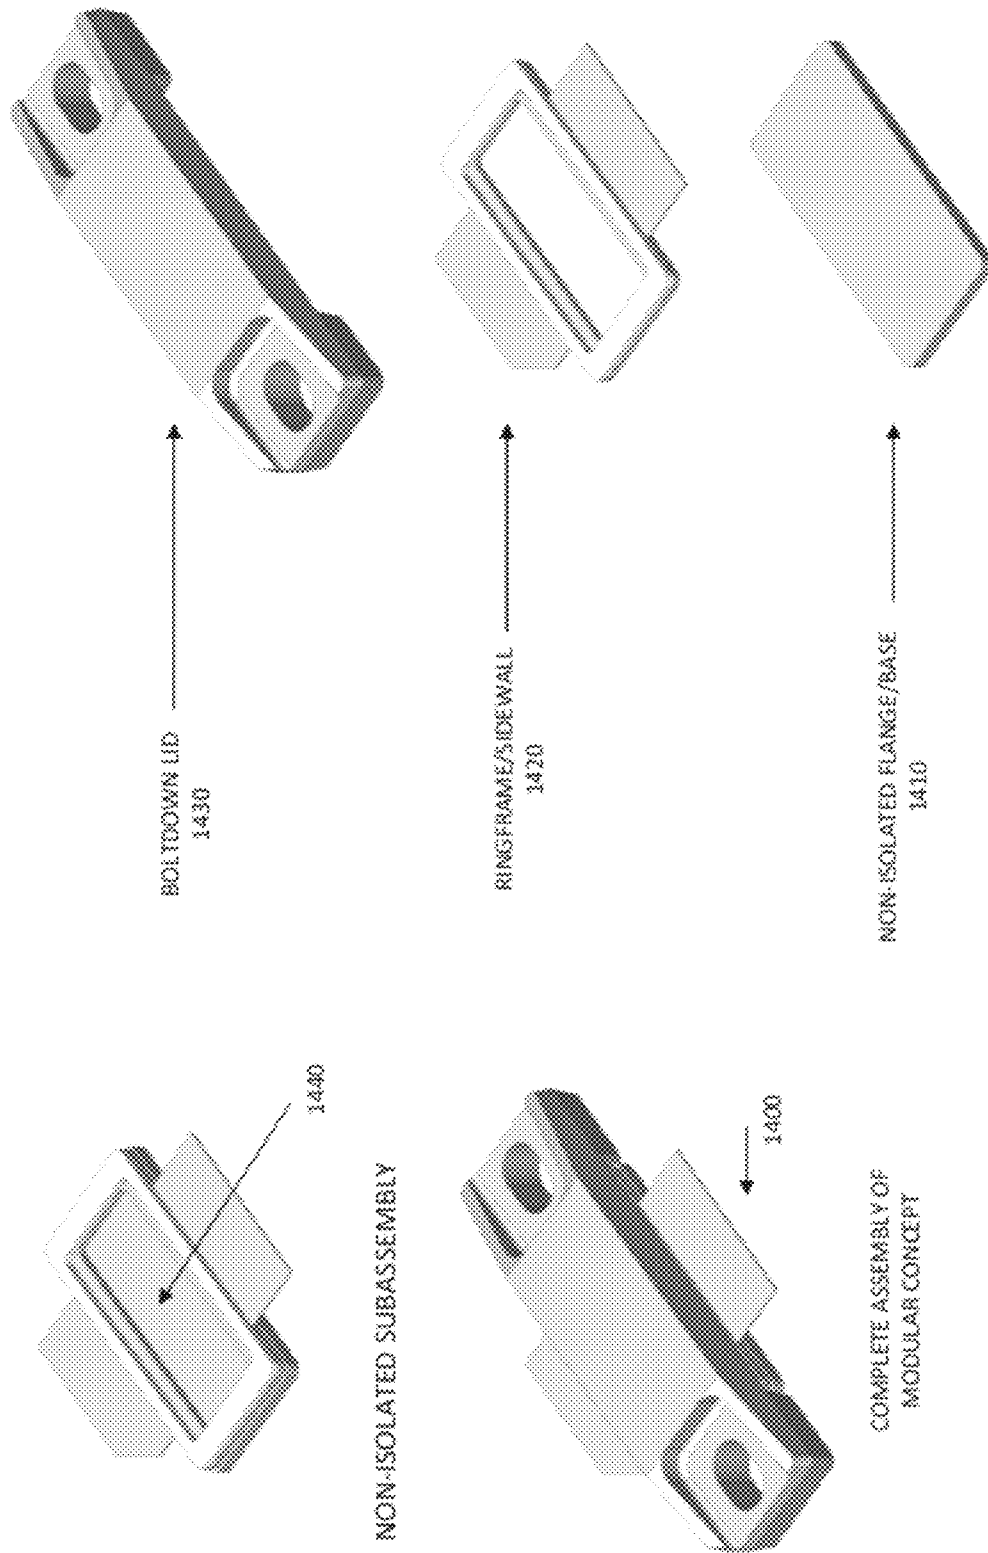 BOLTDOWN LID
1430
RINGFRAME/SIDEWALL
1420
NON-ISOLATED FLANGE/BASE
1410
1440
NON-ISOLATED SUBASSEMBLY
1400
COMPLETE ASSEMBLY OF
MODULAR CONCEPT